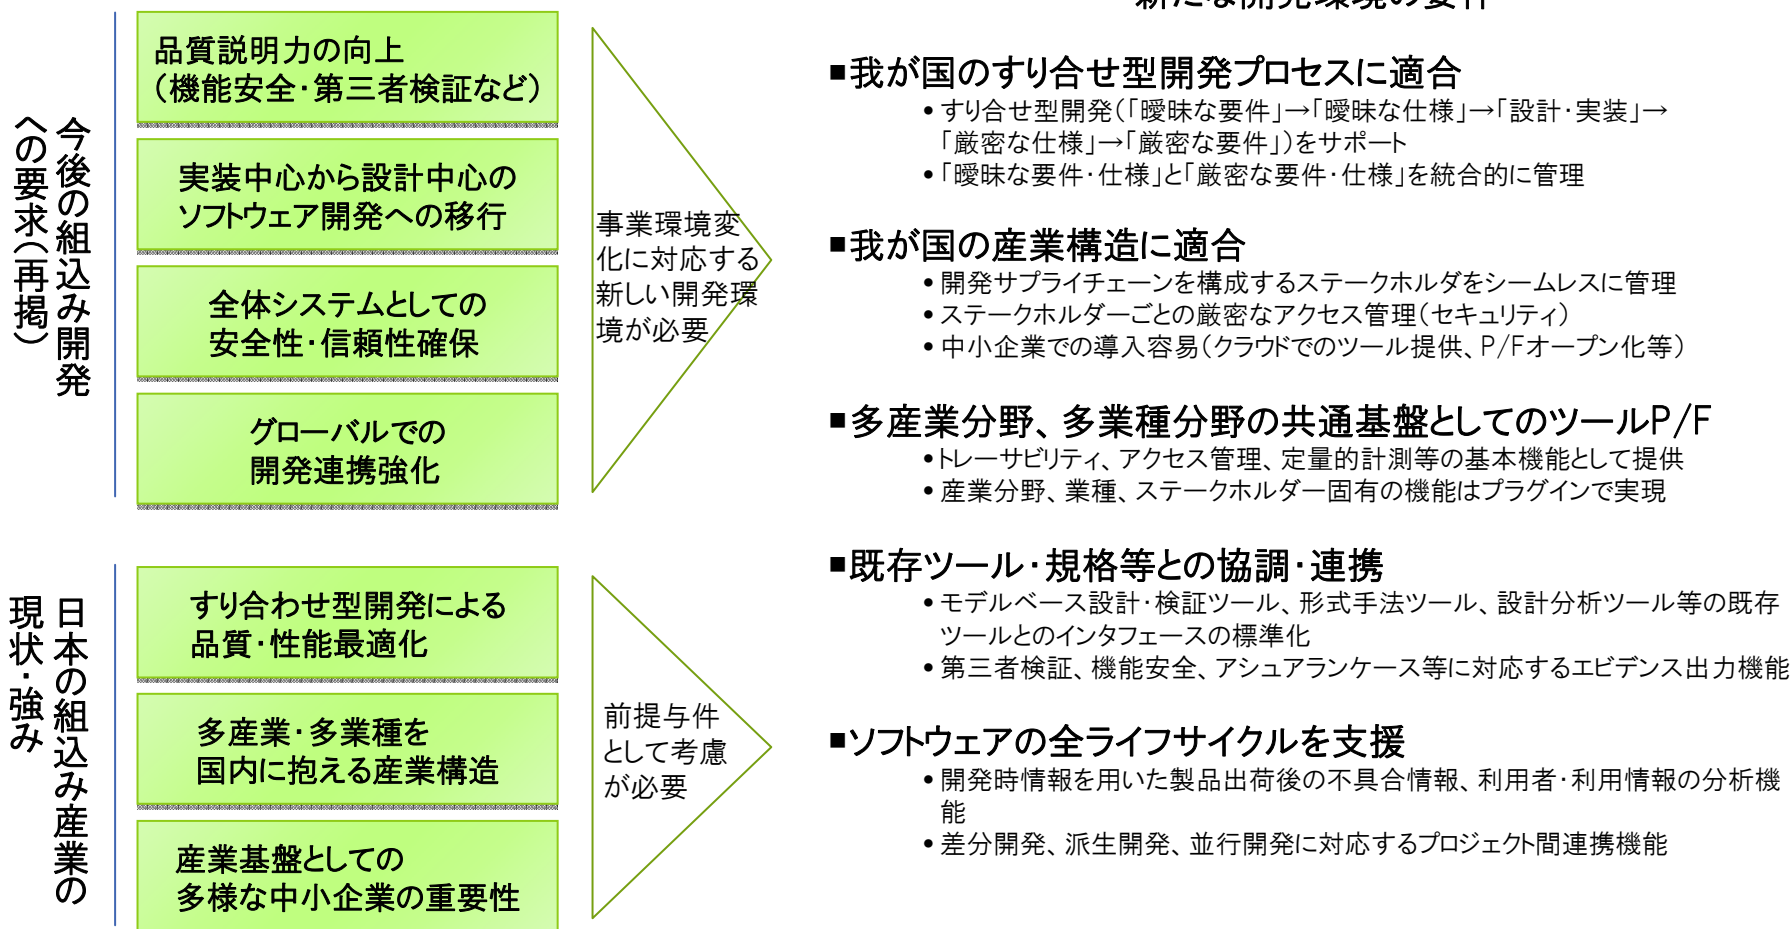 今後の組込み開発
への要求（再掲）
品質説明力の向上
（機能安全・第三者検証など）
実装中心から設計中心の
ソフトウェア開発への移行
全体システムとしての
安全性・信頼性確保
グローバルでの
開発連携強化
事業環境変
化に対応する
新しい開発環
境が必要
日本の組込み産業の
現状・強み
すり合わせ型開発による
品質・性能最適化
多産業・多業種を
国内に抱える産業構造
産業基盤としての
多様な中小企業の重要性
前提与件
として考慮
が必要
新たな開発環境の要件
■我が国のすり合せ型開発プロセスに適合
• すり合せ型開発（「曖昧な要件」→「曖昧な仕様」→「設計・実装」→
「厳密な仕様」→「厳密な要件」）をサポート
• 「曖昧な要件・仕様」と「厳密な要件・仕様」を統合的に管理
■我が国の産業構造に適合
• 開発サプライチェーンを構成するステークホルダをシームレスに管理
• ステークホルダーごとの厳密なアクセス管理（セキュリティ）
• 中小企業での導入容易（クラウドでのツール提供、P/Fオープン化等）
■多産業分野、多業種分野の共通基盤としてのツールP/F
• トレーサビリティ、アクセス管理、定量的計測等の基本機能として提供
• 産業分野、業種、ステークホルダー固有の機能はプラグインで実現
■既存ツール・規格等との協調・連携
• モデルベース設計・検証ツール、形式手法ツール、設計分析ツール等の既存
ツールとのインタフェースの標準化
• 第三者検証、機能安全、アシュアランケース等に対応するエビデンス出力機能
■ソフトウェアの全ライフサイクルを支援
• 開発時情報を用いた製品出荷後の不具合情報、利用者・利用情報の分析機
能
• 差分開発、派生開発、並行開発に対応するプロジェクト間連携機能